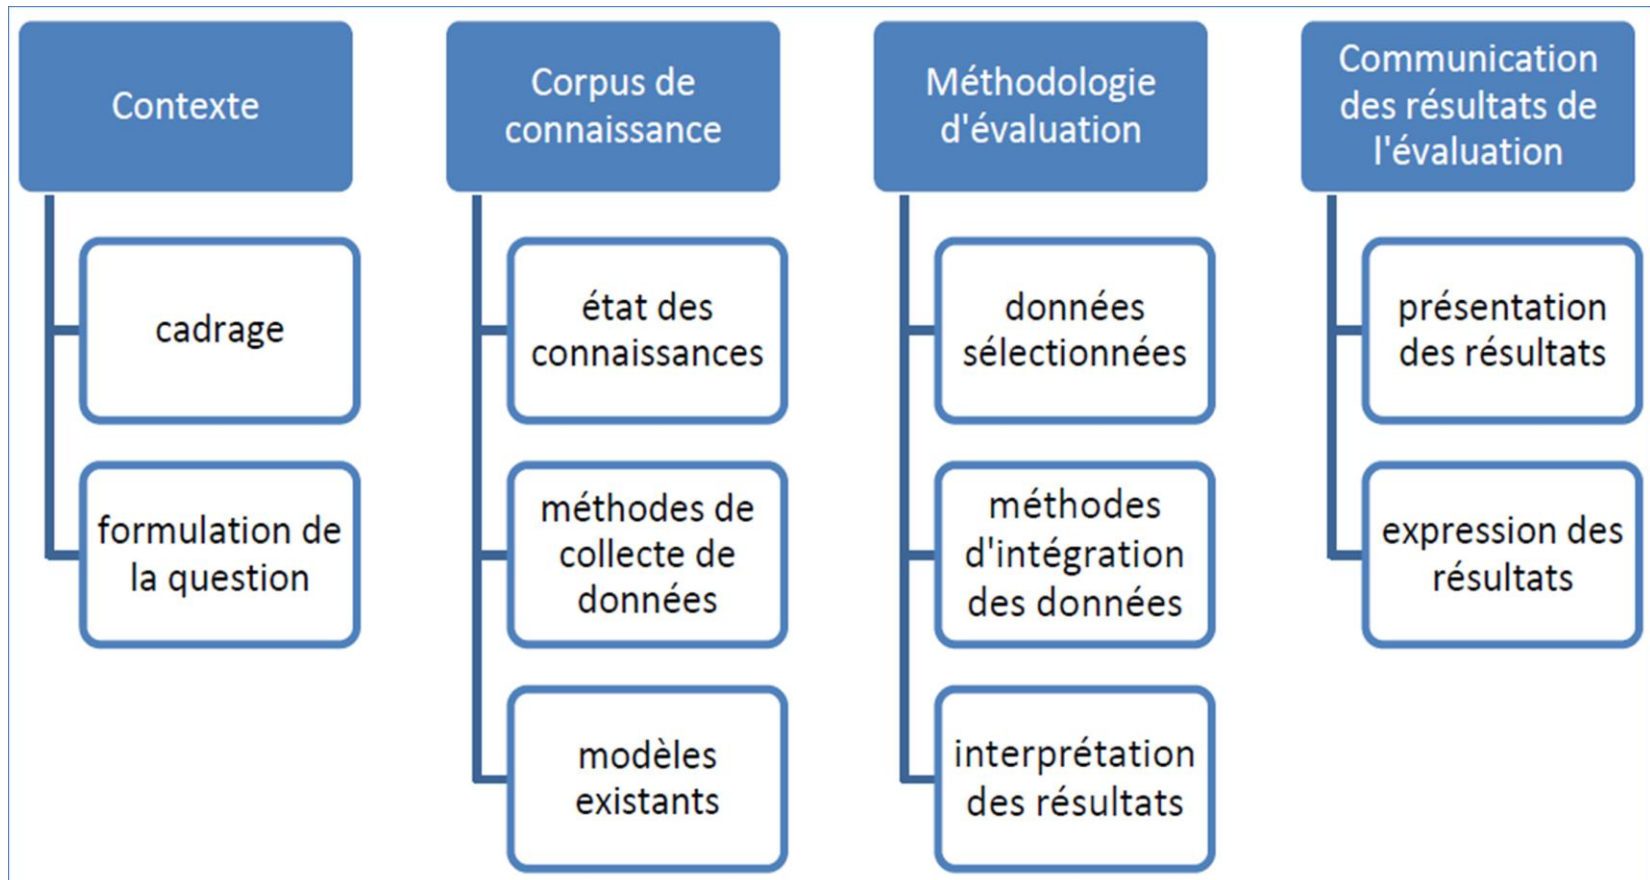 Contexte
cadrage
formulation de
la question
Corpus de
connaissance
état des
connaissances
méthodes de
collecte de
données
modèles
existants
Méthodologie
d'évaluation
données
sélectionnées
méthodes
d'intégration
des données
interprétation
des résultats
Communication
des résultats de
l'évaluation
présentation
des résultats
expression des
résultats